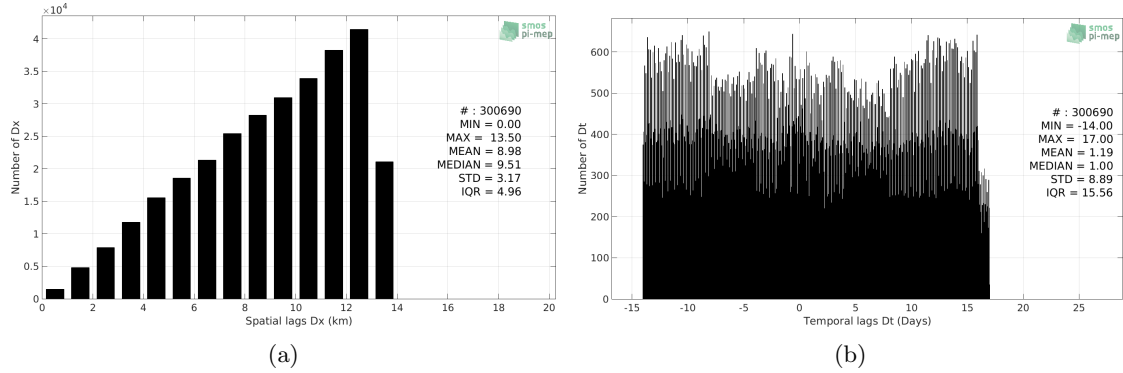 ×10⁴
4
3.5
3
2.5
2
1.5
1
0.5
0
Number of Dx
0 2 4 6 8 10 12 14 16 18 20
Spatial lags Dx (km)
smos
pi-mep
# : 300690
MIN = 0.00
MAX = 13.50
MEAN = 8.98
MEDIAN = 9.51
STD = 3.17
IQR = 4.96
(a)
600
500
400
300
200
100
0
Number of Dt
-15 -10 -5 0 5 10 15 20 25
Temporal lags Dt (Days)
smos
pi-mep
# : 300690
MIN = -14.00
MAX = 17.00
MEAN = 1.19
MEDIAN = 1.00
STD = 8.89
IQR = 15.56
(b)